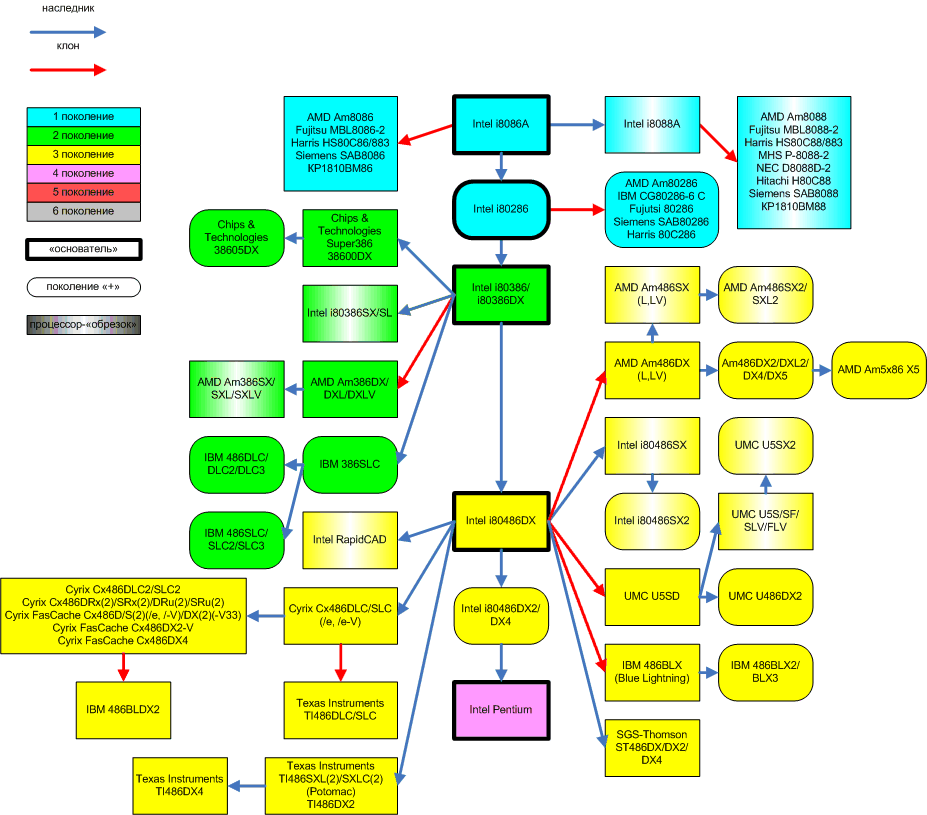 наследник
клон
1 поколение
2 поколение
3 поколение
4 поколение
5 поколение
6 поколение
«основатель»
поколение «+»
процессор-«обрезок»
AMD Am8086
Fujitsu MBL8086-2
Harris HS80C86/883
Siemens SAB8086
КР1810ВМ86
Intel i8086A
Intel i8088A
AMD Am8088
Fujitsu MBL8088-2
Harris HS80C88/883
MHS P-8088-2
NEC D8088D-2
Hitachi H80C88
Siemens SAB8088
КР1810ВМ88
Intel i80286
AMD Am80286
IBM CG80286-6 C
Fujutsi 80286
Siemens SAB80286
Harris 80C286
Chips &
Technologies
38605DX
Chips &
Technologies
Super386
38600DX
Intel i80386/
i80386DX
Intel i80386SX/SL
AMD Am486SX
(L,LV)
AMD Am486SX2/
SXL2
AMD Am386SX/
SXL/SXLV
AMD Am386DX/
DXL/DXLV
AMD Am486DX
(L,LV)
Am486DX2/DXL2/
DX4/DX5
AMD Am5x86 X5
IBM 486DLC/
DLC2/DLC3
IBM 386SLC
Intel i80486SX
UMC U5SX2
IBM 486SLC/
SLC2/SLC3
Intel RapidCAD
Intel i80486DX
Intel i80486SX2
UMC U5S/SF/
SLV/FLV
Cyrix Cx486DLC2/SLC2
Cyrix Cx486DRx(2)/SRx(2)/DRu(2)/SRu(2)
Cyrix FasCache Cx486D/S(2)(/e, /-V)/DX(2)(-V33)
Cyrix FasCache Cx486DX2-V
Cyrix FasCache Cx486DX4
Cyrix Cx486DLC/SLC
(/e, /e-V)
Intel i80486DX2/
DX4
UMC U5SD
UMC U486DX2
IBM 486BLDX2
Texas Instruments
TI486DLC/SLC
Intel Pentium
IBM 486BLX
(Blue Lightning)
IBM 486BLX2/
BLX3
SGS-Thomson
ST486DX/DX2/
DX4
Texas Instruments
TI486DX4
Texas Instruments
TI486SXL(2)/SXLC(2)
(Potomac)
TI486DX2